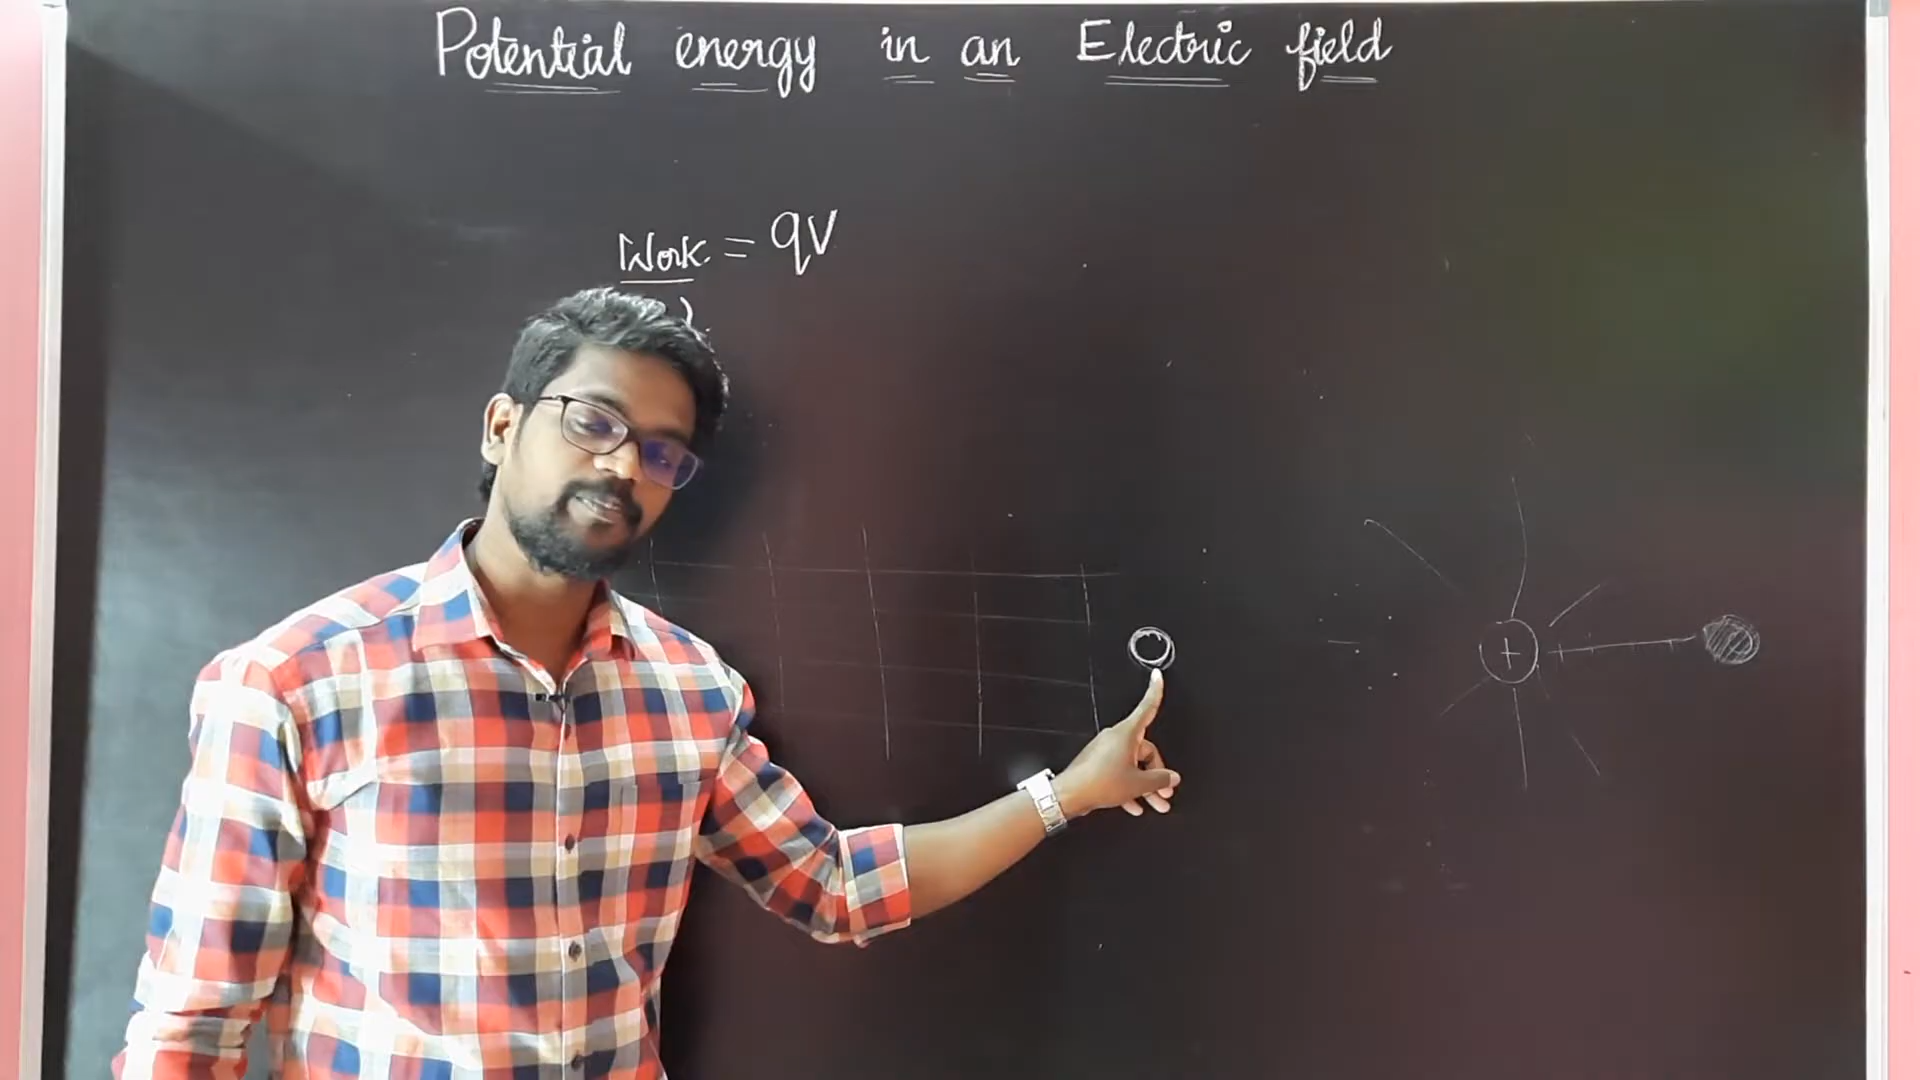 Potential energy in an Electric field
Work. = qV
+